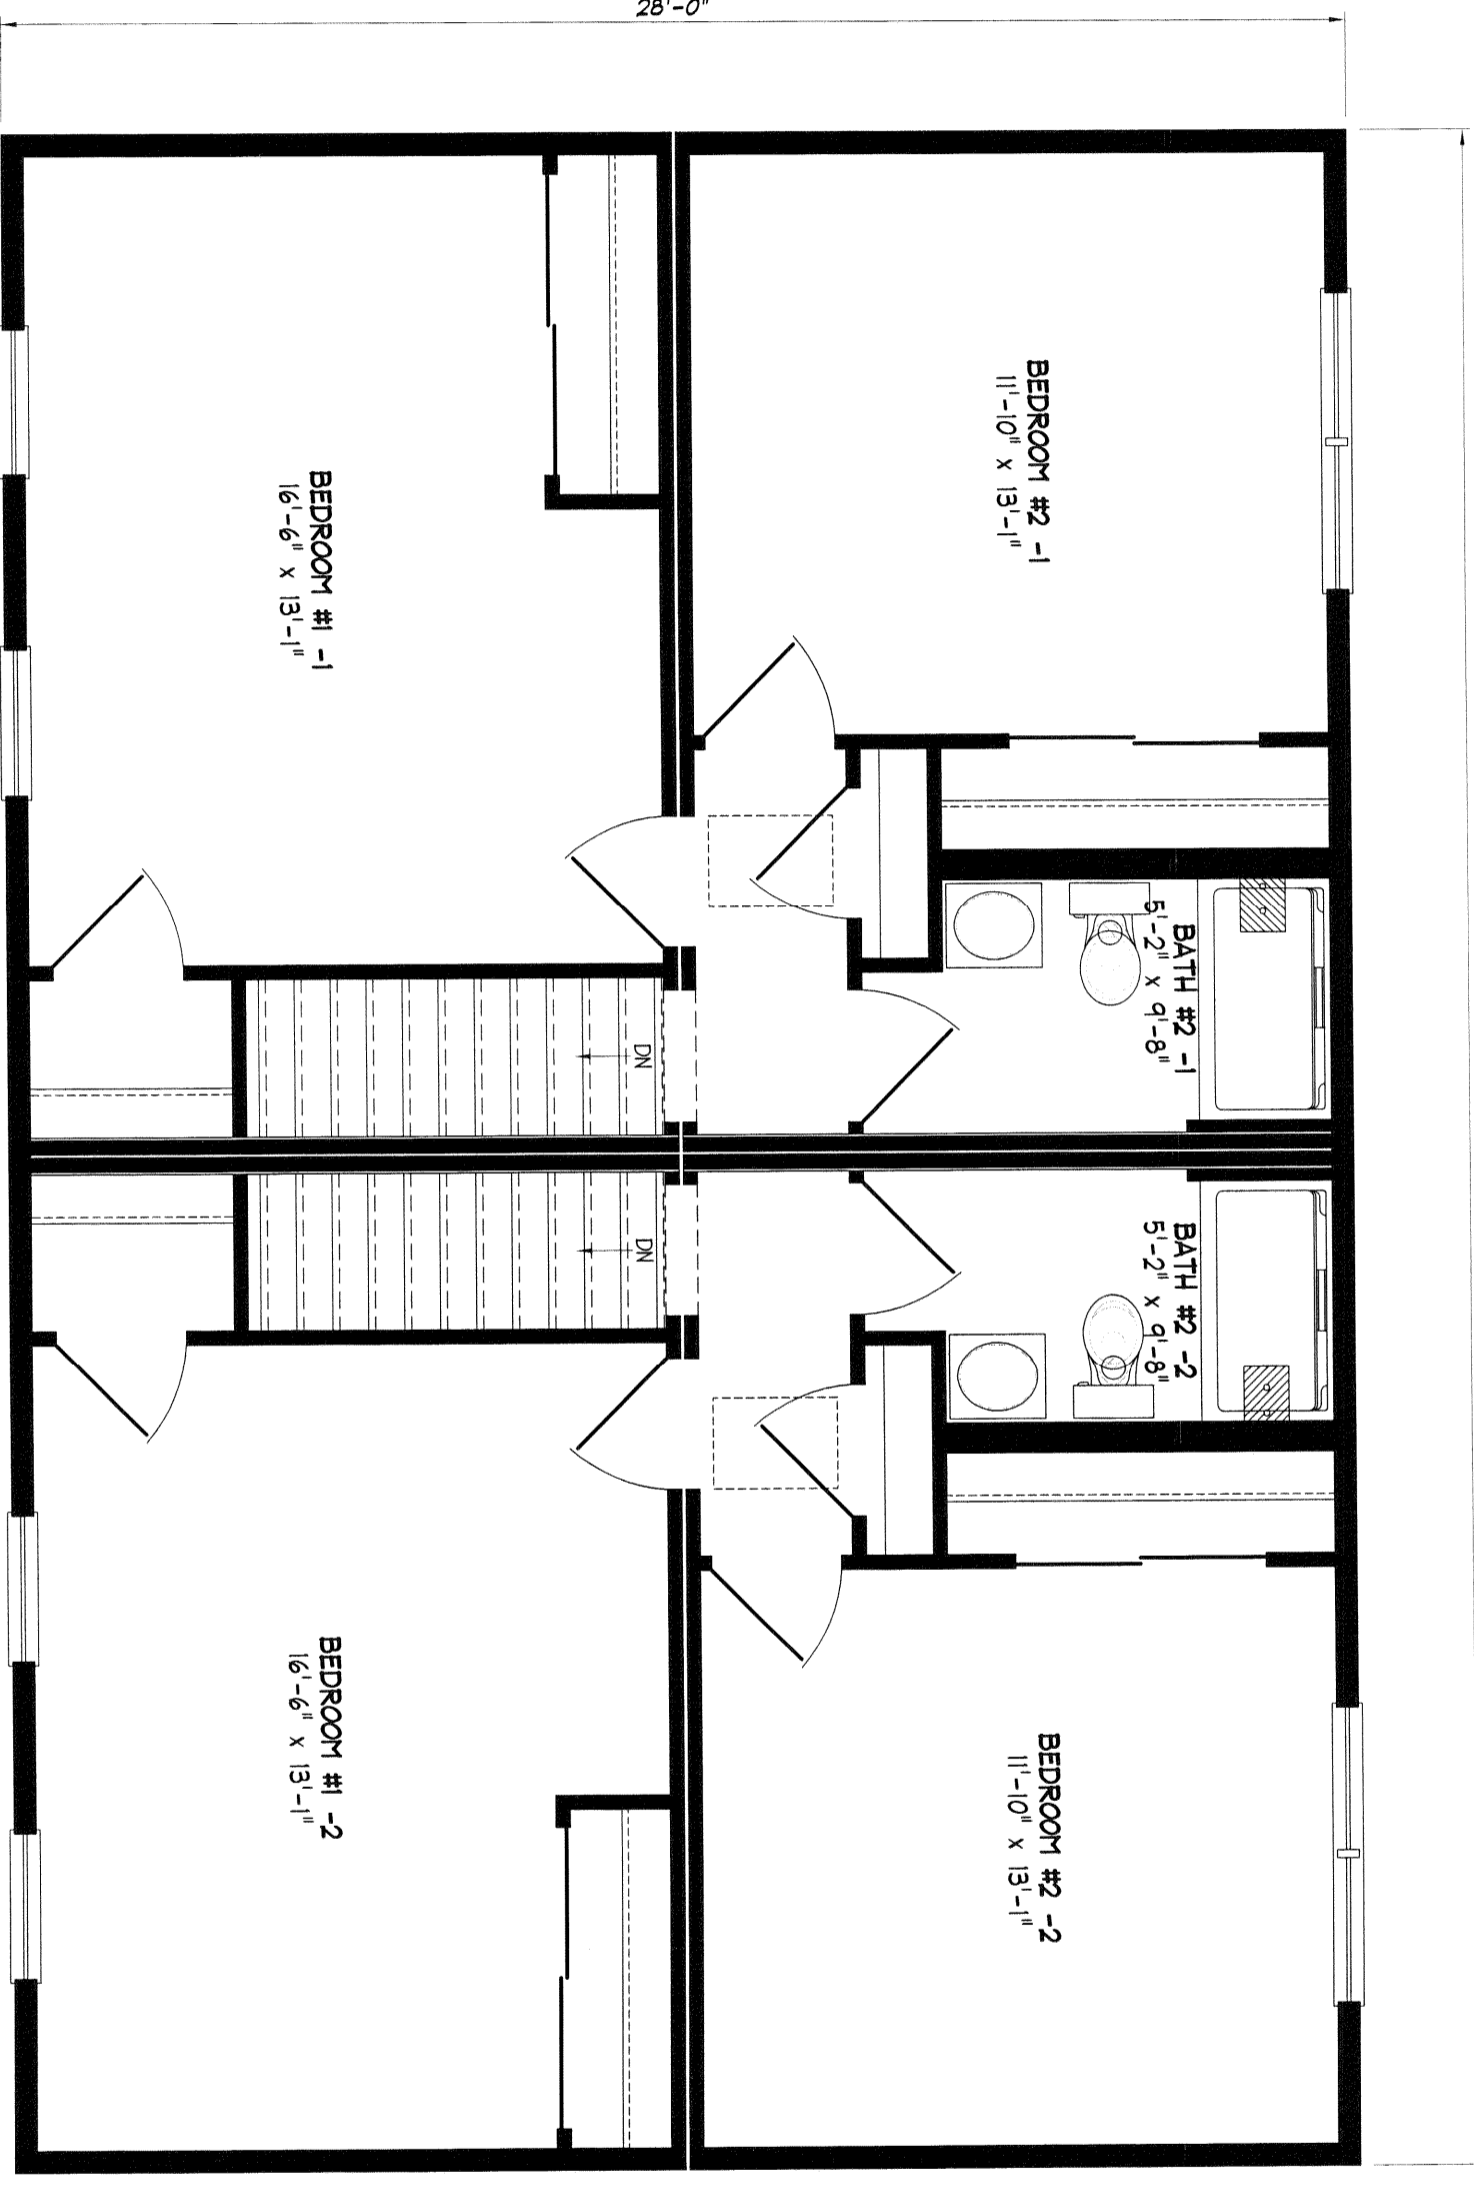 28'-0"
BEDROOM #2 -1
11'-10" x 13'-1"
BEDROOM #1 -1
16'-6" x 13'-1"
BATH #2 -1
5'-2" x 9'-8"
DN
DN
BATH #2 -2
5'-2" x 9'-8"
BEDROOM #1 -2
16'-6" x 13'-1"
BEDROOM #2 -2
11'-10" x 13'-1"